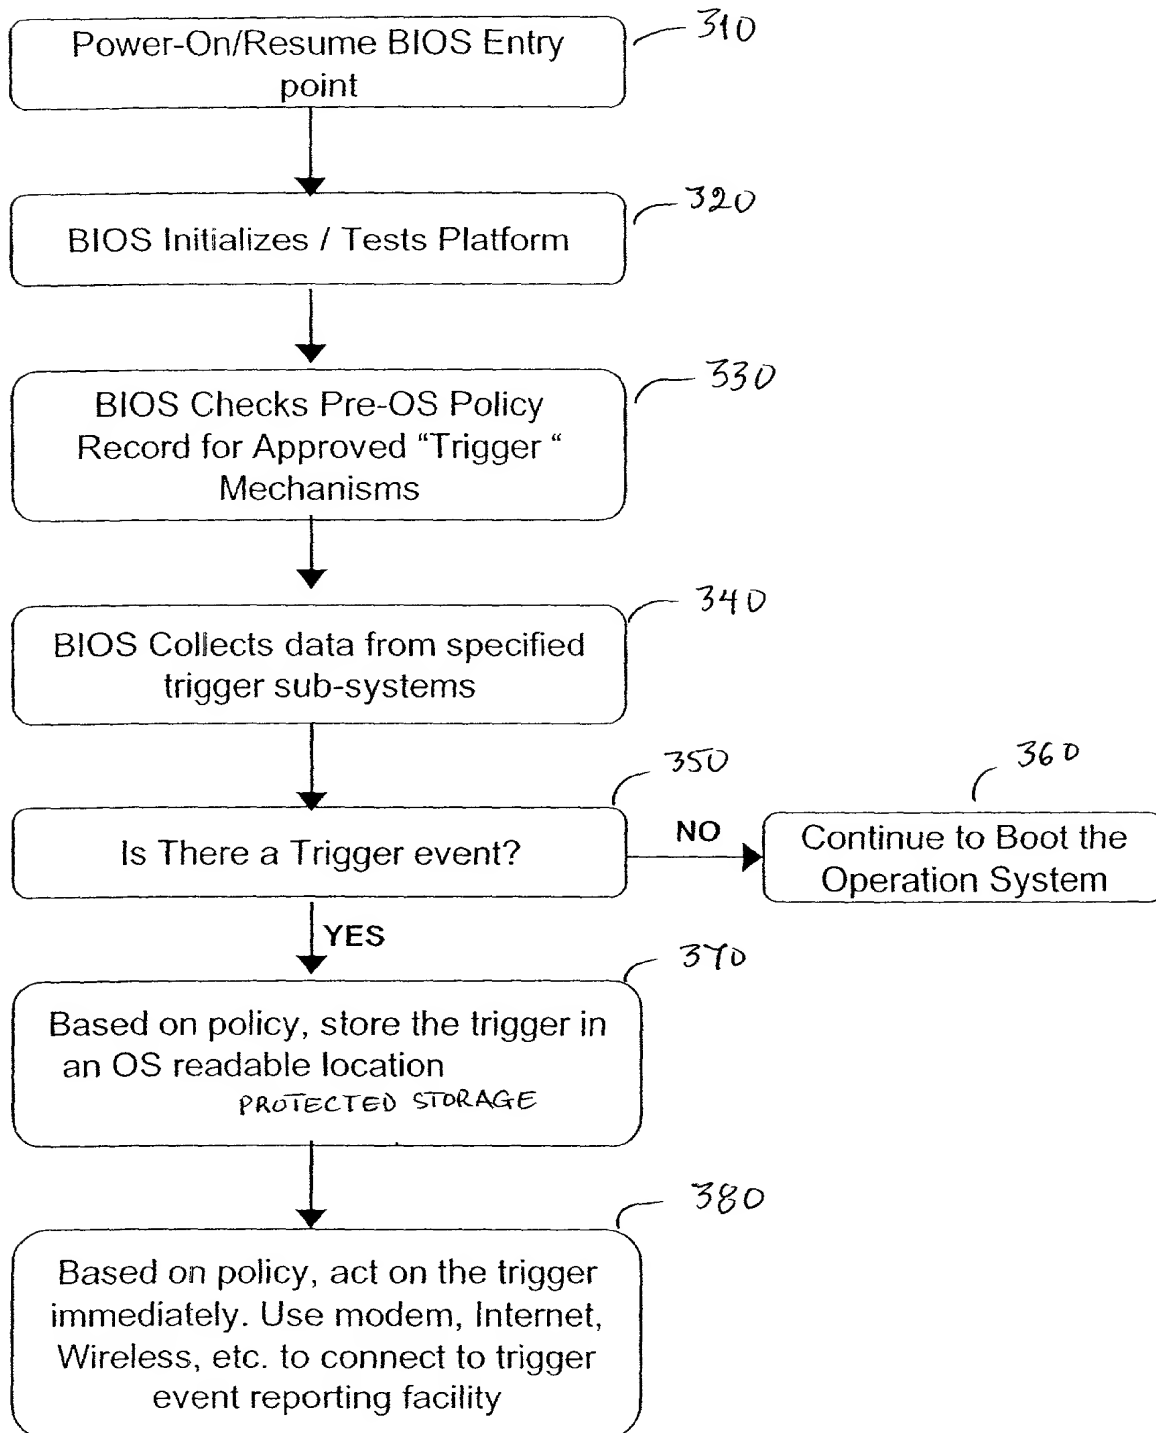 Power-On/Resume BIOS Entry
point
310
BIOS Initializes / Tests Platform
320
BIOS Checks Pre-OS Policy
Record for Approved “Trigger “
Mechanisms
330
BIOS Collects data from specified
trigger sub-systems
340
Is There a Trigger event?
350
NO
Continue to Boot the
Operation System
360
YES
Based on policy, store the trigger in
an OS readable location
PROTECTED STORAGE
370
Based on policy, act on the trigger
immediately. Use modem, Internet,
Wireless, etc. to connect to trigger
event reporting facility
380